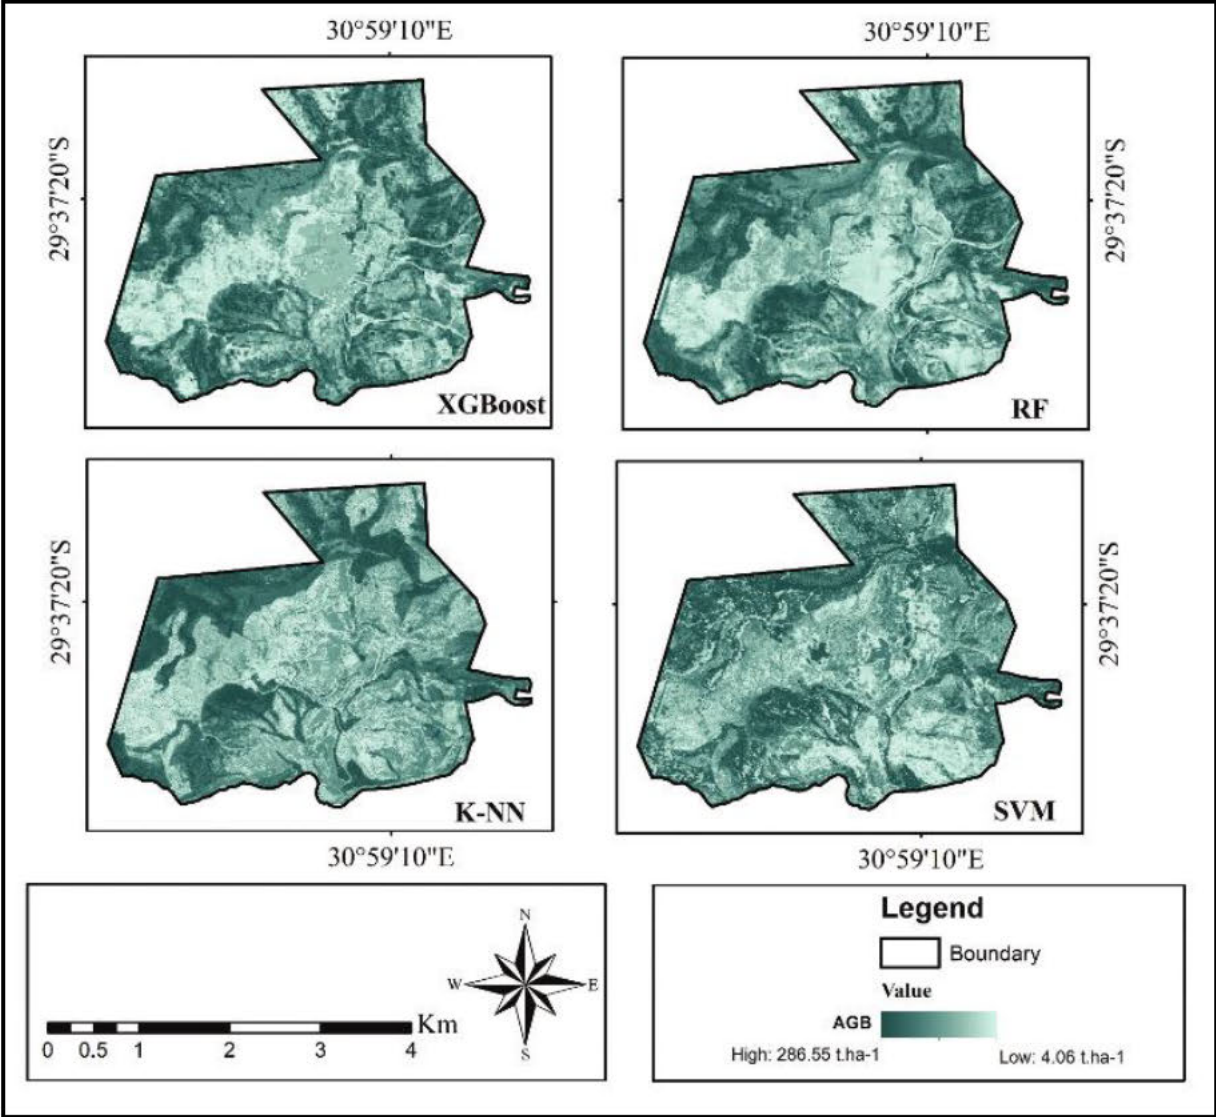 30°59'10"E
30°59'10"E
29°37'20"S
29°37'20"S
XGBoost
RF
29°37'20"S
29°37'20"S
K-NN
SVM
30°59'10"E
30°59'10"E
N
W
E
S
Km
0 0.5 1 2 3 4
Legend
Boundary
Value
AGB
High: 286.55 t.ha-1
Low: 4.06 t.ha-1